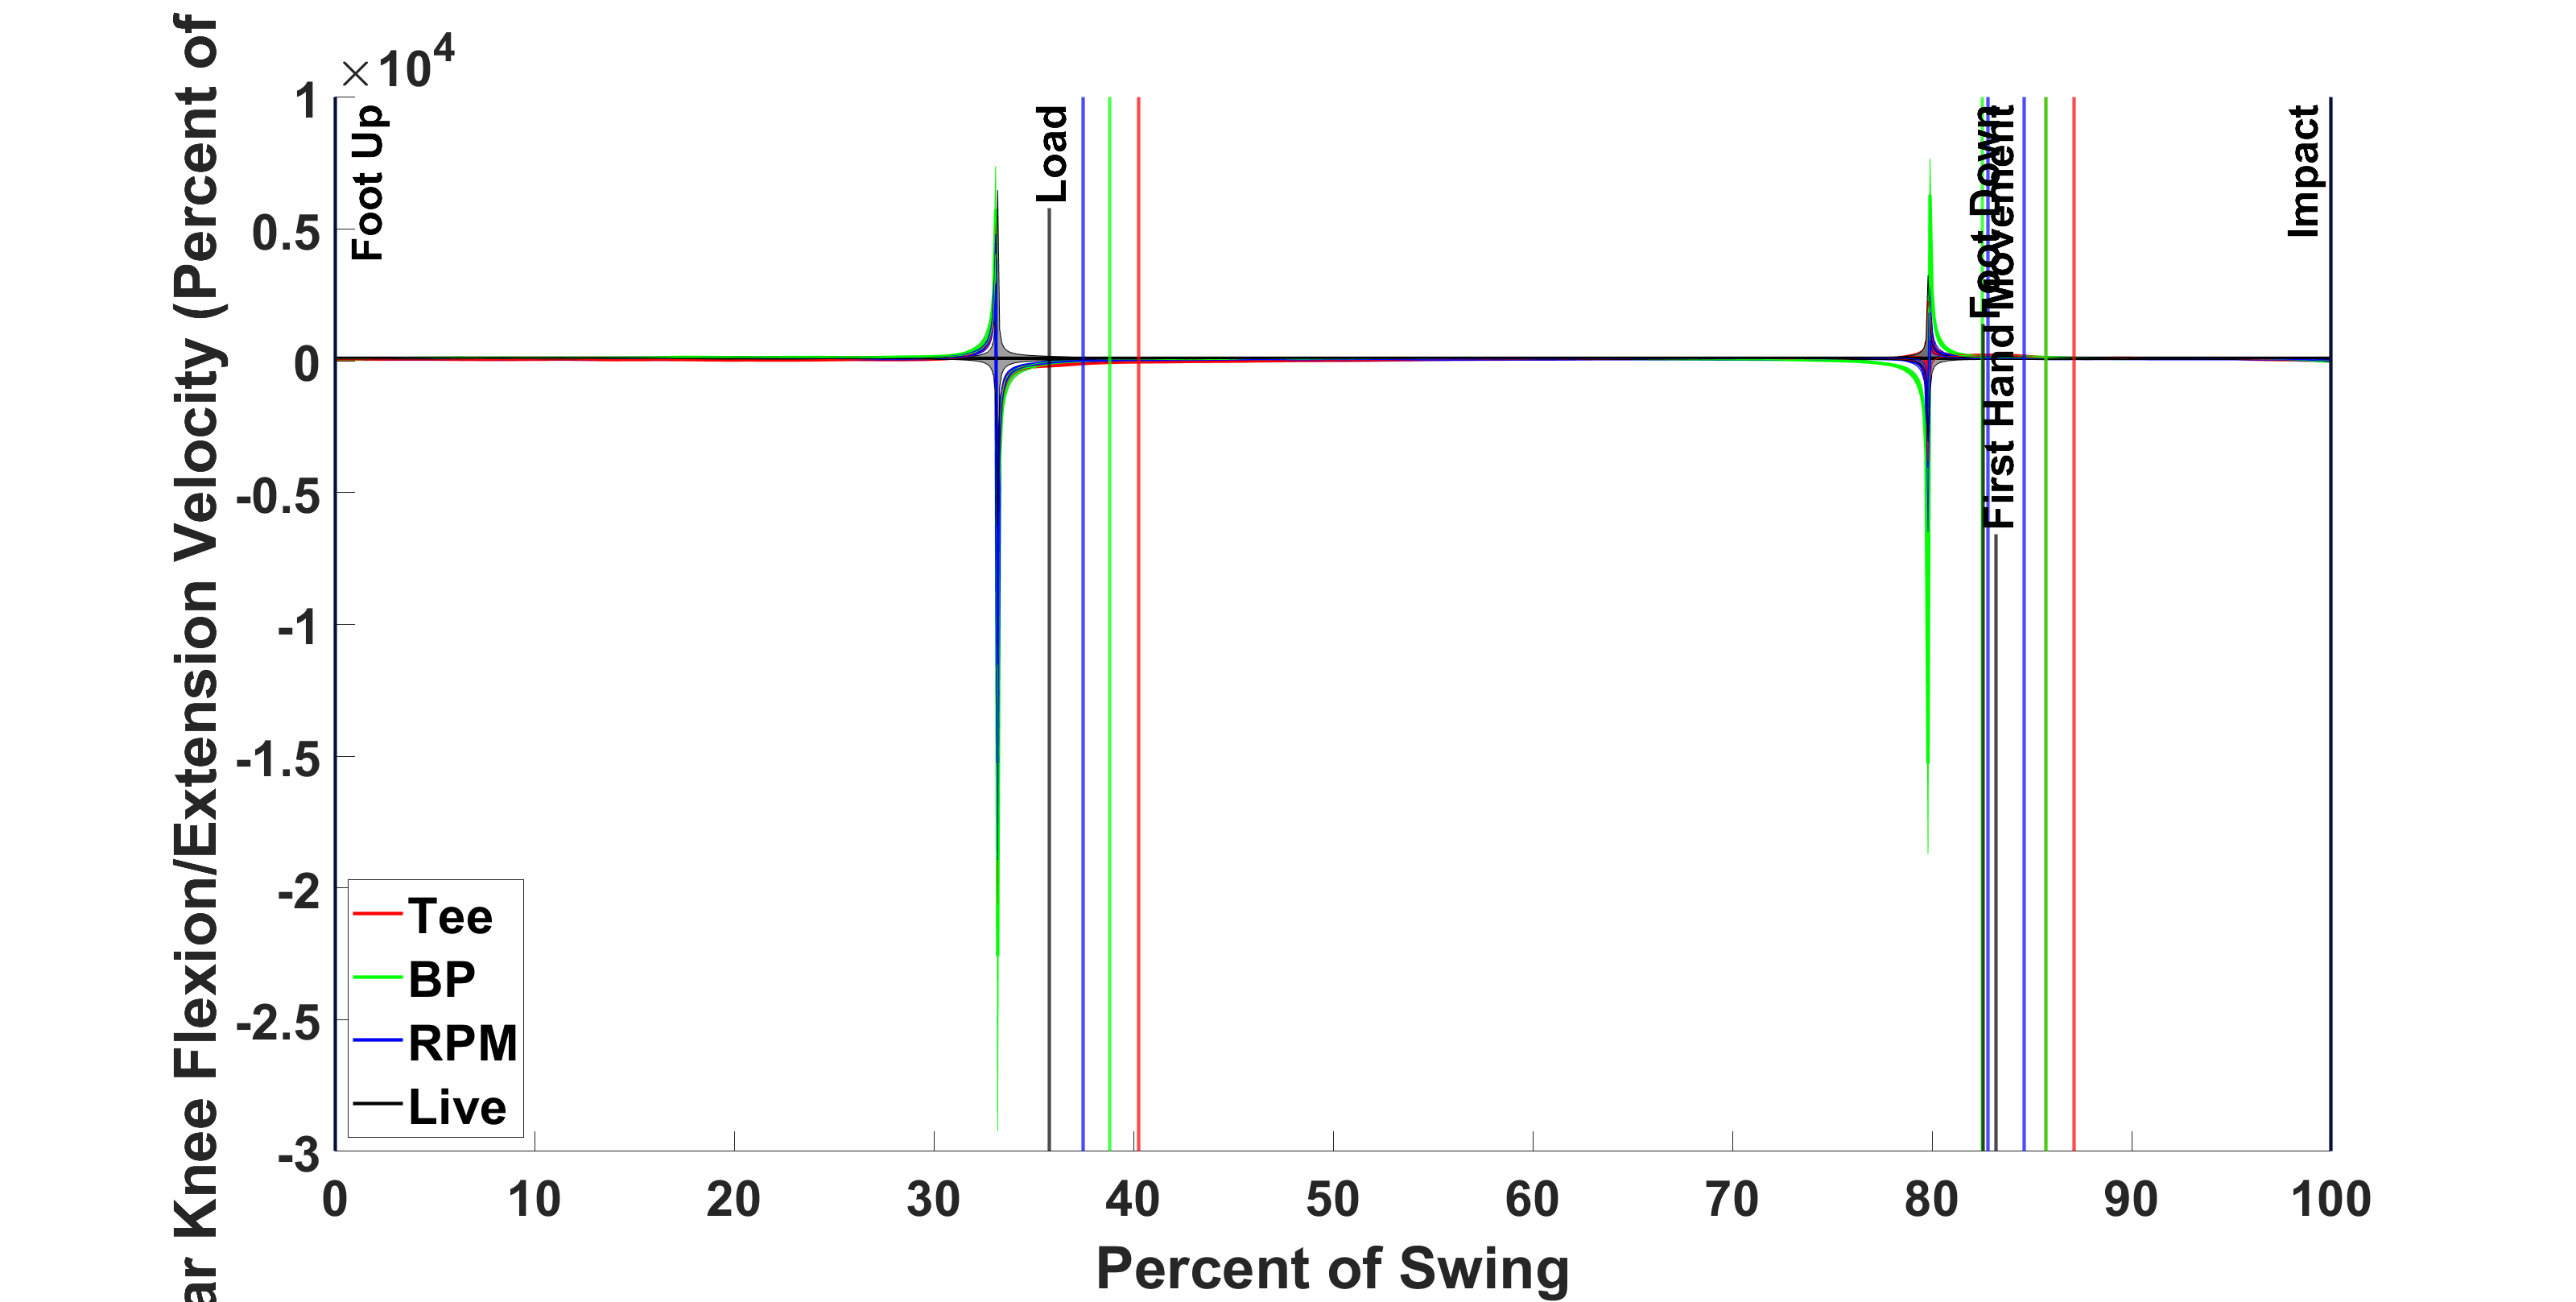 ×10^4
1
0.5
0
-0.5
-1
-1.5
-2
-2.5
-3
ar Knee Flexion/Extension Velocity (Percent of
Foot Up
Load
Foot Down
First Hand Movement
Impact
Tee
BP
RPM
Live
0 10 20 30 40 50 60 70 80 90 100
Percent of Swing